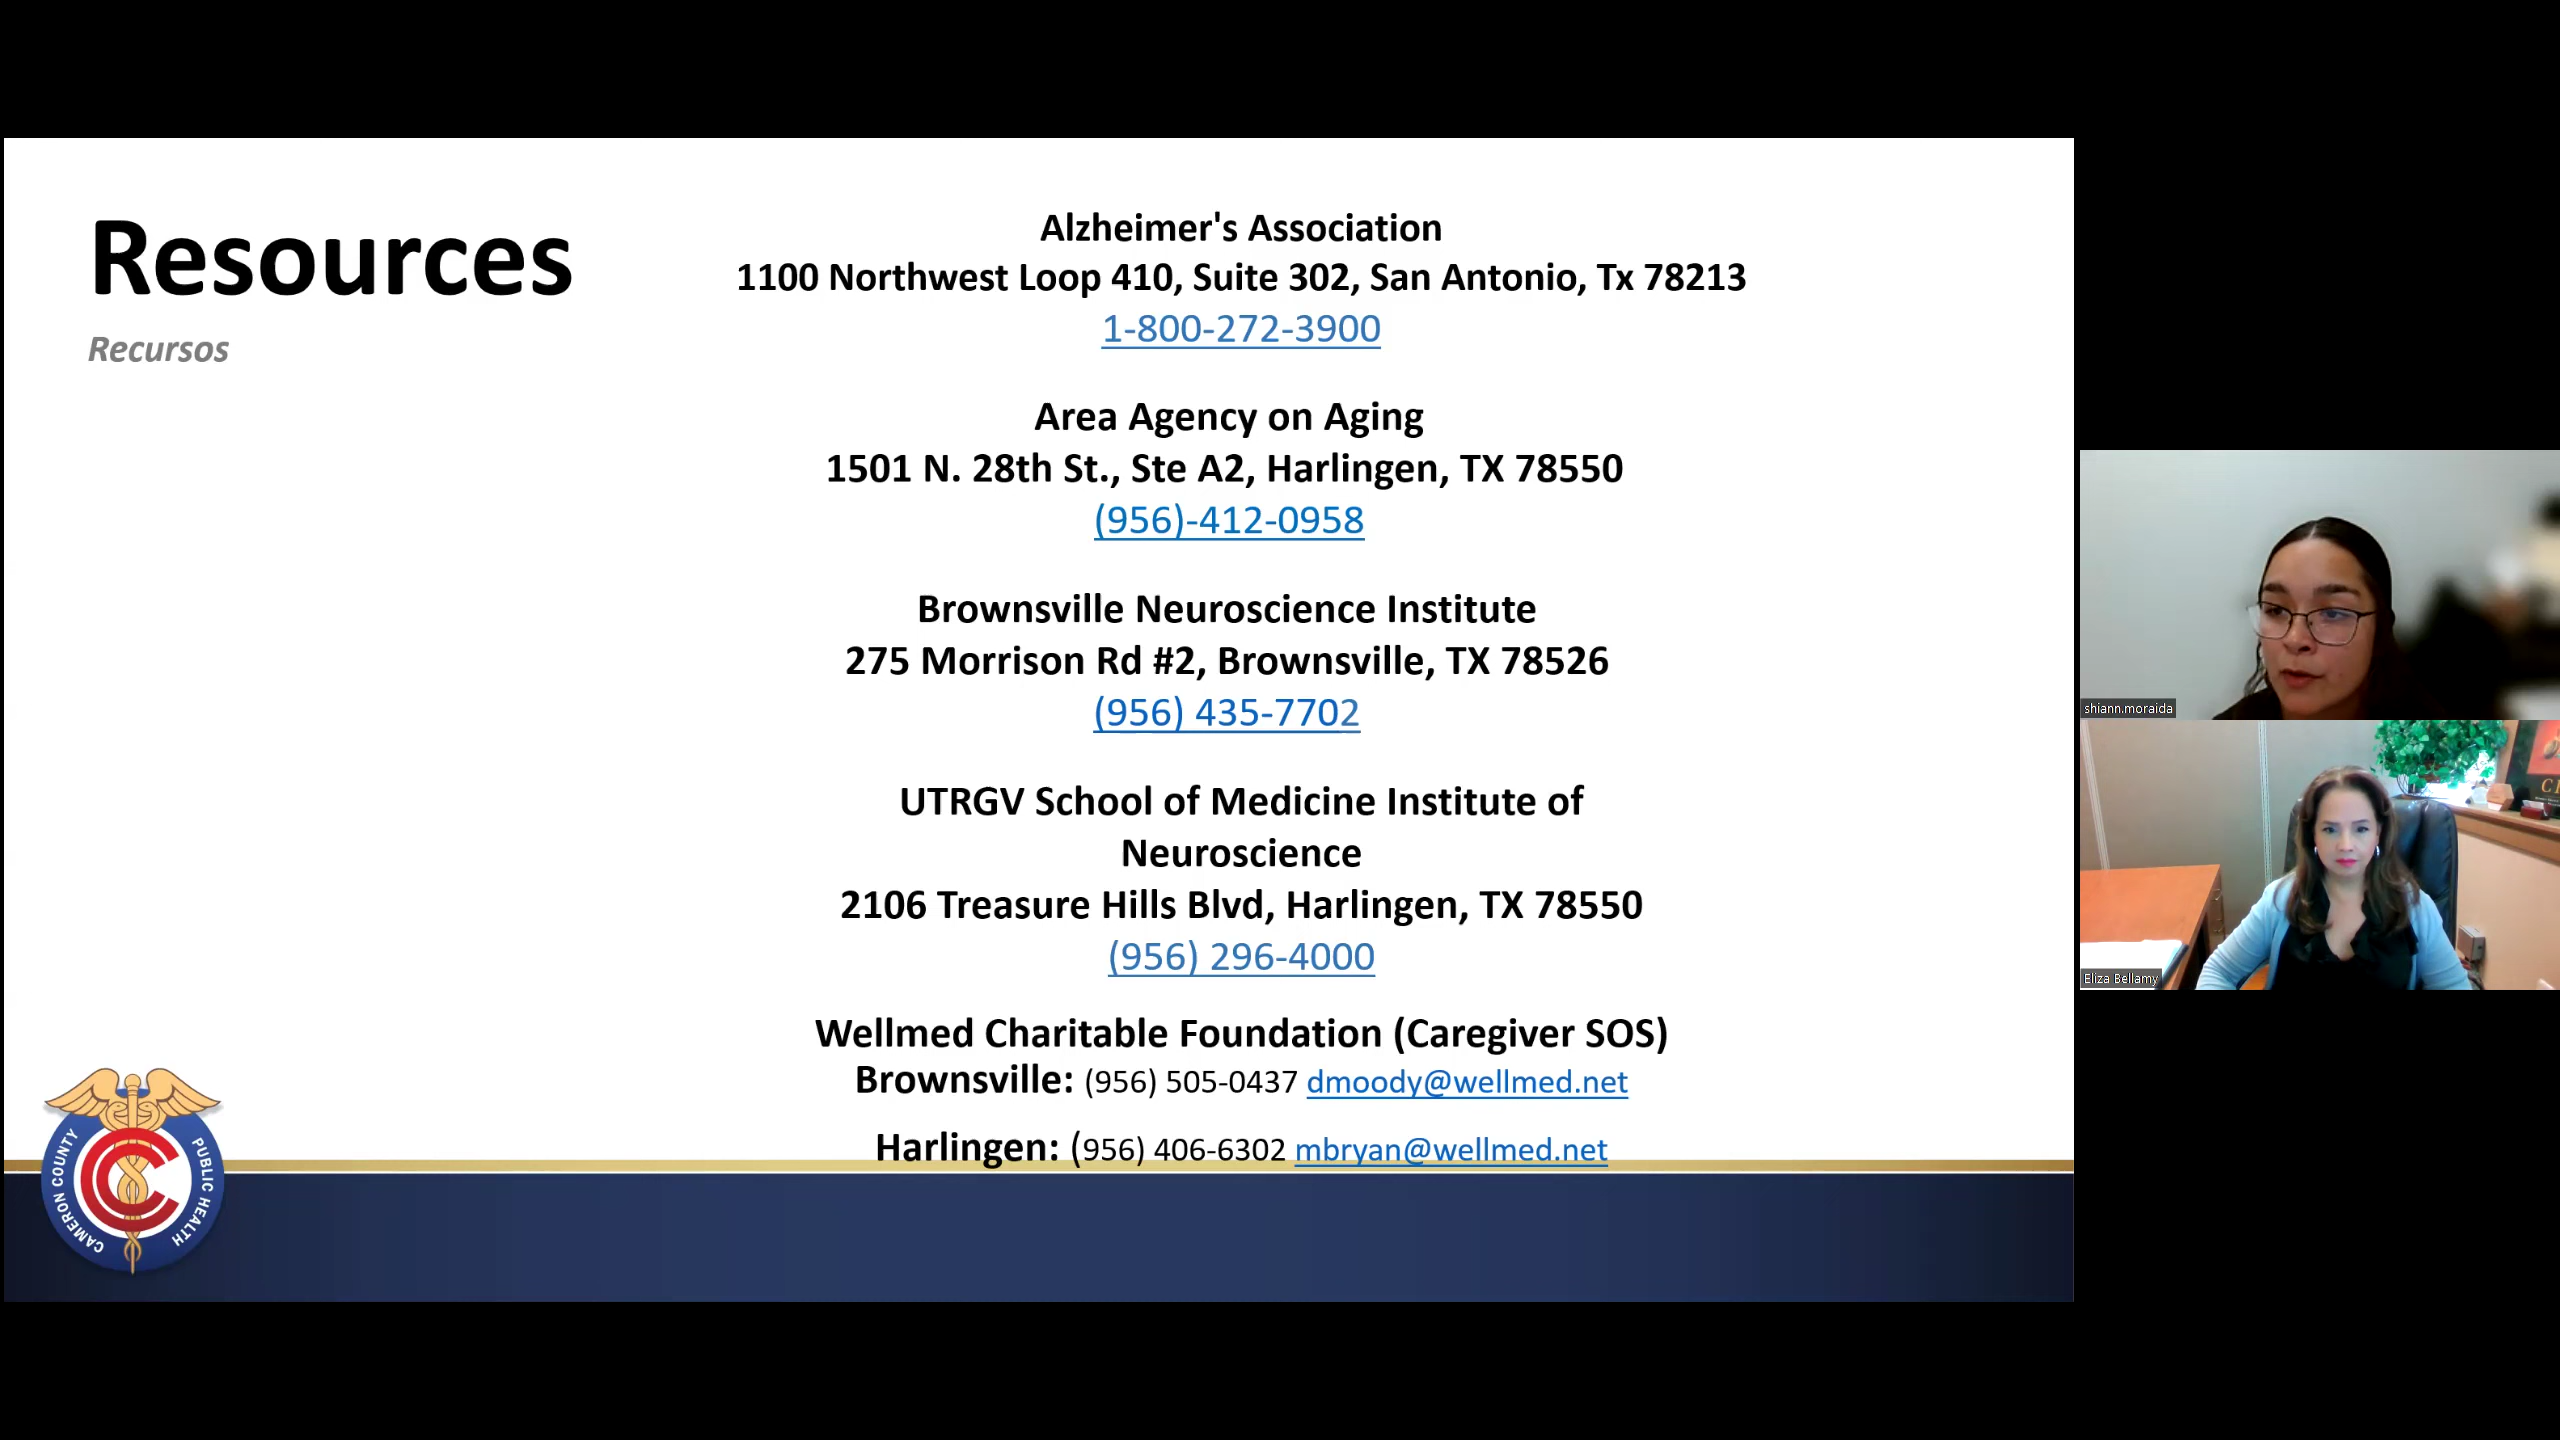 Resources
Recursos
Alzheimer's Association
1100 Northwest Loop 410, Suite 302, San Antonio, Tx 78213
1-800-272-3900
Area Agency on Aging
1501 N. 28th St., Ste A2, Harlingen, TX 78550
(956)-412-0958
Brownsville Neuroscience Institute
275 Morrison Rd #2, Brownsville, TX 78526
(956) 435-7702
UTRGV School of Medicine Institute of
Neuroscience
2106 Treasure Hills Blvd, Harlingen, TX 78550
(956) 296-4000
Wellmed Charitable Foundation (Caregiver SOS)
Brownsville: (956) 505-0437 dmoody@wellmed.net
Harlingen: (956) 406-6302 mbryan@wellmed.net
CAMERON COUNTY
PUBLIC HEALTH
shiann.moraida
Eliza Bellamy